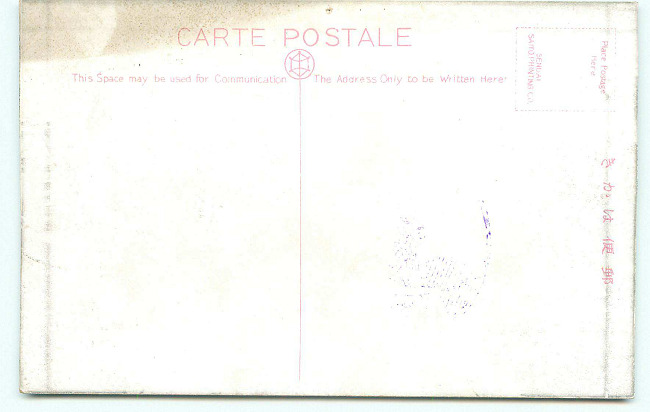 CARTE POSTALE
This Space may be used for Communication
The Address Only to be Written Here
Place Postage
Here
SENDAI
SAITO PRINTING CO.
きかは便郵